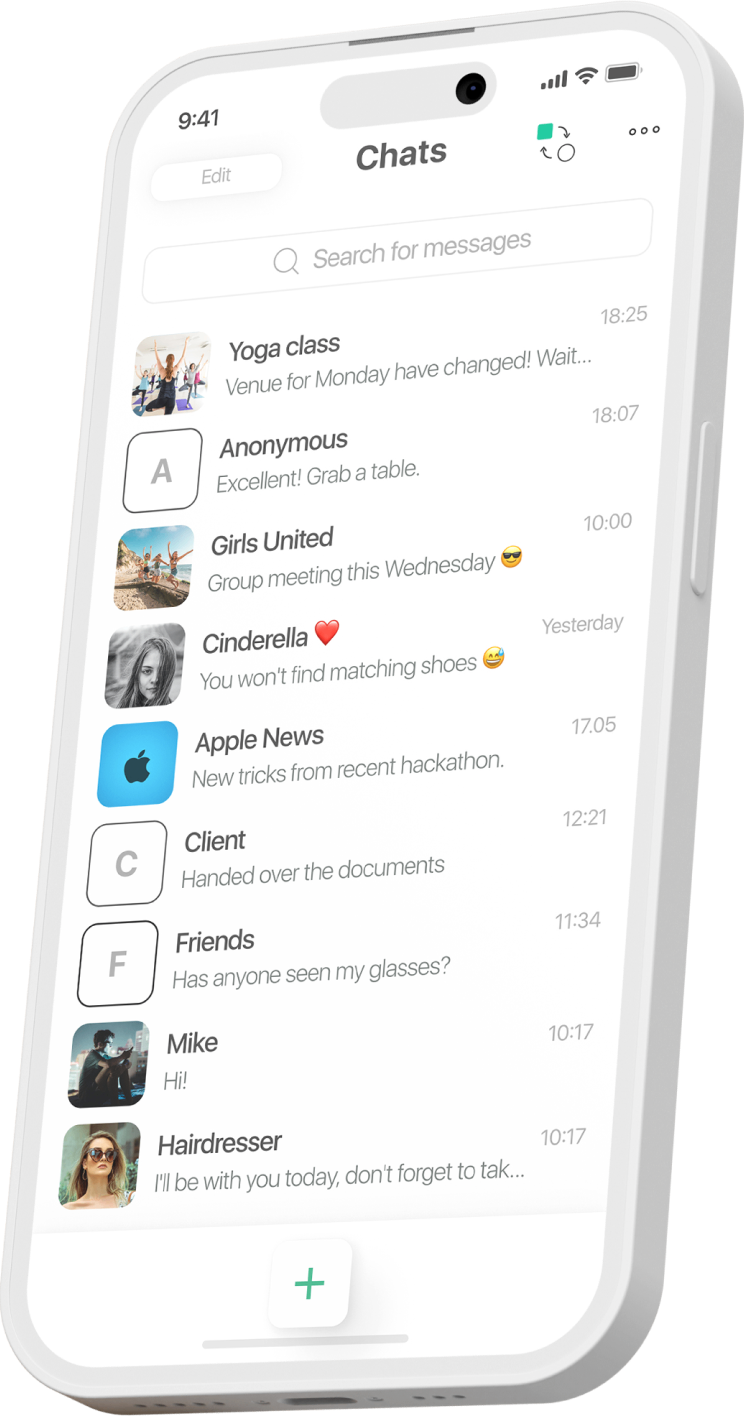 9:41
Edit
Chats
Search for messages
Yoga class
18:25
Venue for Monday have changed! Wait...
A
Anonymous
18:07
Excellent! Grab a table.
Girls United
10:00
Group meeting this Wednesday 😎
Cinderella ❤️
Yesterday
You won't find matching shoes 😅
Apple News
17.05
New tricks from recent hackathon.
C
Client
12:21
Handed over the documents
F
Friends
11:34
Has anyone seen my glasses?
Mike
10:17
Hi!
Hairdresser
10:17
I'll be with you today, don't forget to tak...